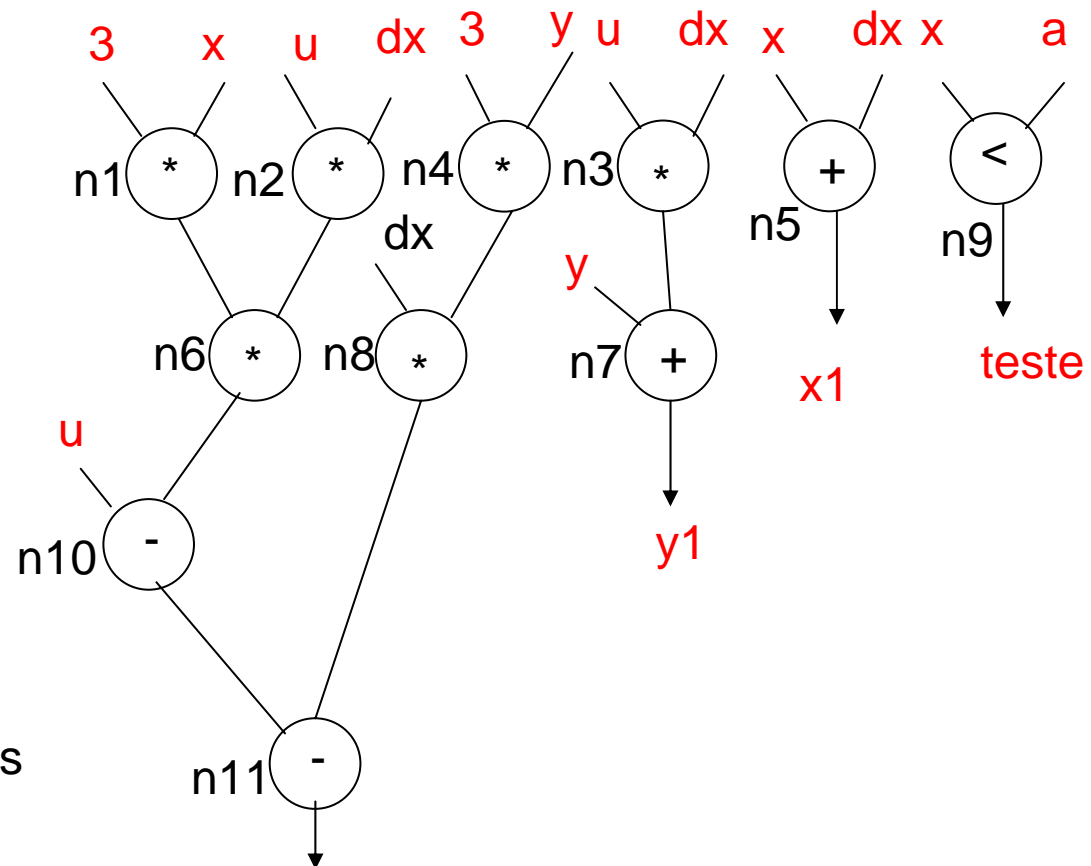 3 x u dx 3 y u dx x dx x a
n1 * n2 * n4 * n3 * + <
n5 n9
dx
y
n6 * n8 * n7 + x1 teste
u
n10 - y1
s n11 -